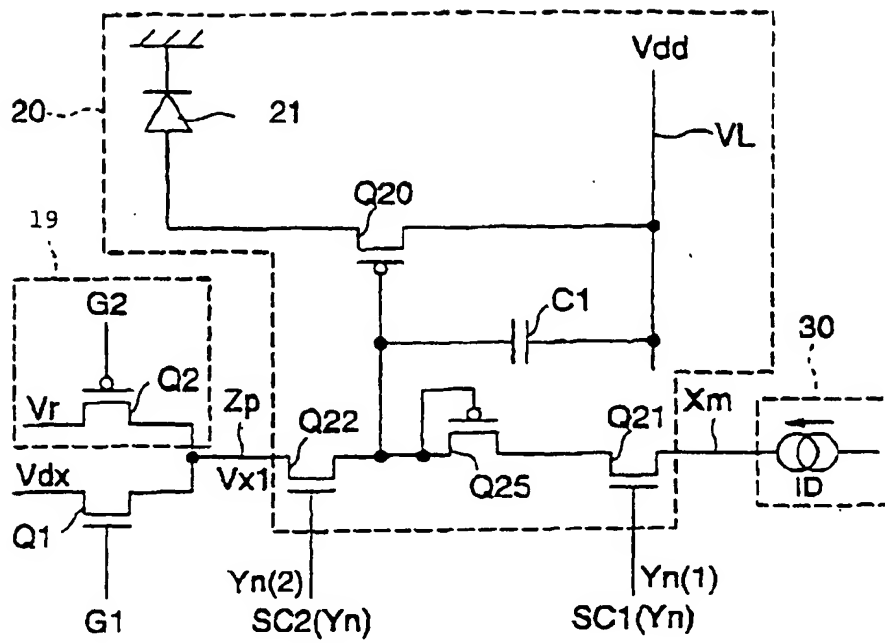 Vdd
20
21
VL
Q20
19
G2
C1
30
Q2
Vr
Zp
Q22
Q21
Xm
Vdx
Vx1
Q25
ID
Q1
Yn(2)
Yn(1)
G1
SC2(Yn)
SC1(Yn)